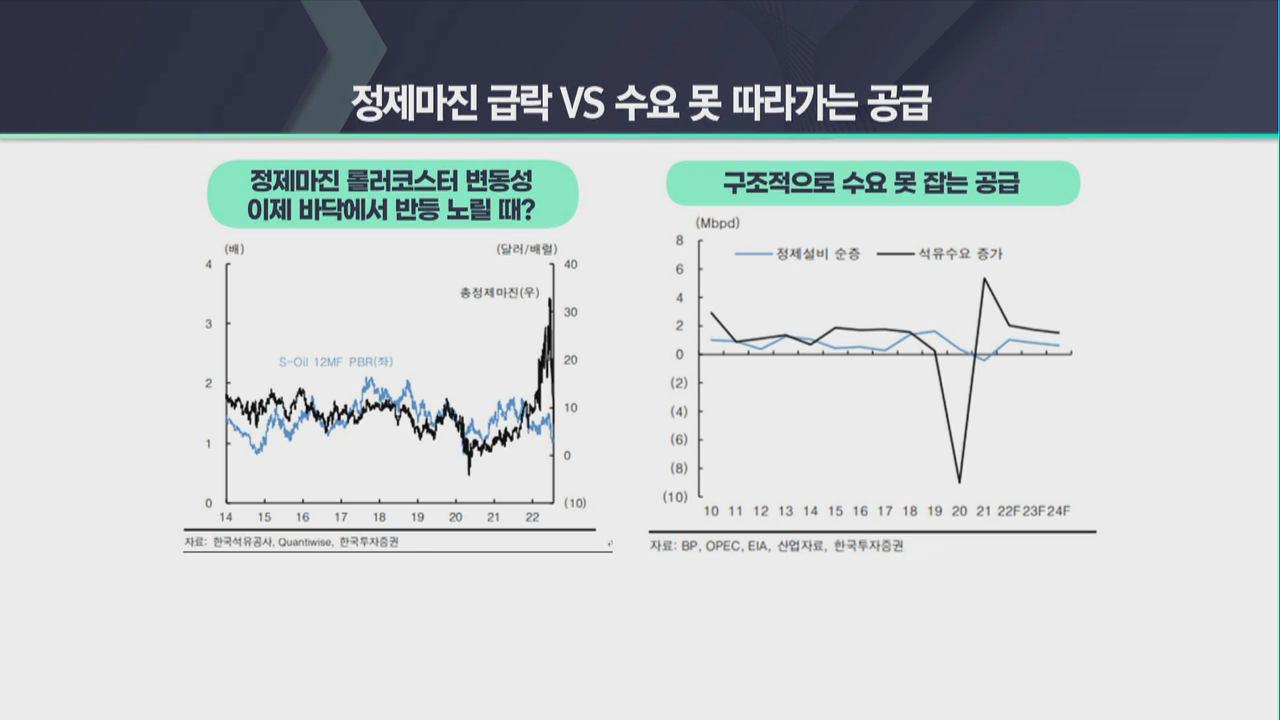 정제마진 급락 VS 수요 못 따라가는 공급
정제마진 롤러코스터 변동성
이제 바닥에서 반등 노릴 때?
(배)
(달러/배럴)
4
3
2
1
0
40
30
20
10
0
(10)
총정제마진(우)
S-Oil 12MF PBR(좌)
14 15 16 17 18 19 20 21 22
자료: 한국석유공사, Quantiwise, 한국투자증권
구조적으로 수요 못 잡는 공급
(Mbpd)
8
6
4
2
0
(2)
(4)
(6)
(8)
(10)
정제설비 순증
석유수요 증가
10 11 12 13 14 15 16 17 18 19 20 21 22F 23F 24F
자료: BP, OPEC, EIA, 산업자료, 한국투자증권